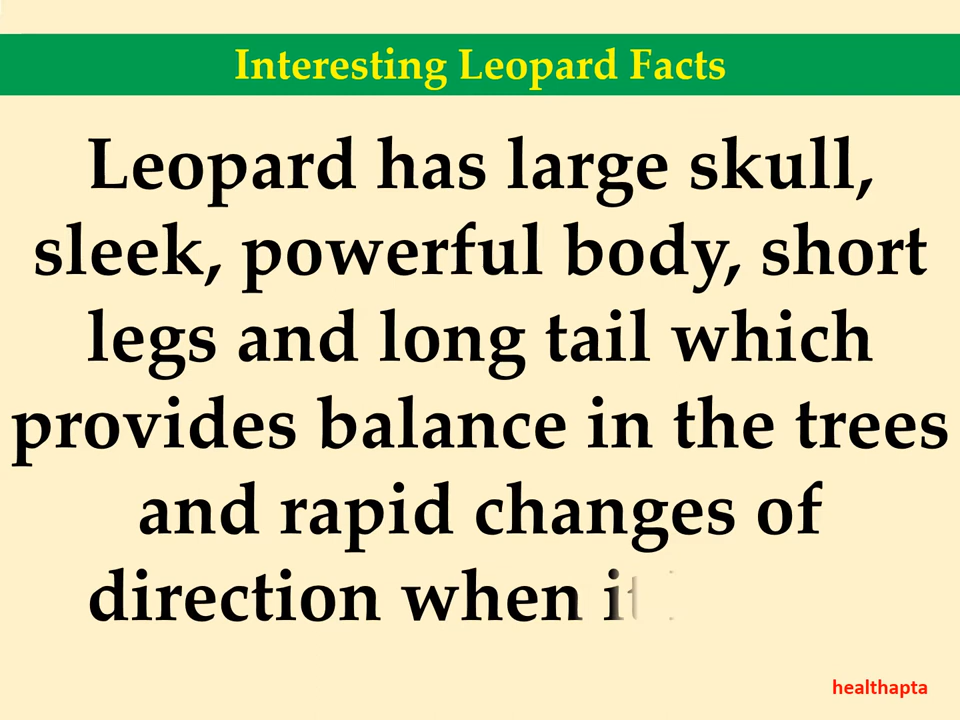 Interesting Leopard Facts
Leopard has large skull,
sleek, powerful body, short
legs and long tail which
provides balance in the trees
and rapid changes of
direction when it
healthapta